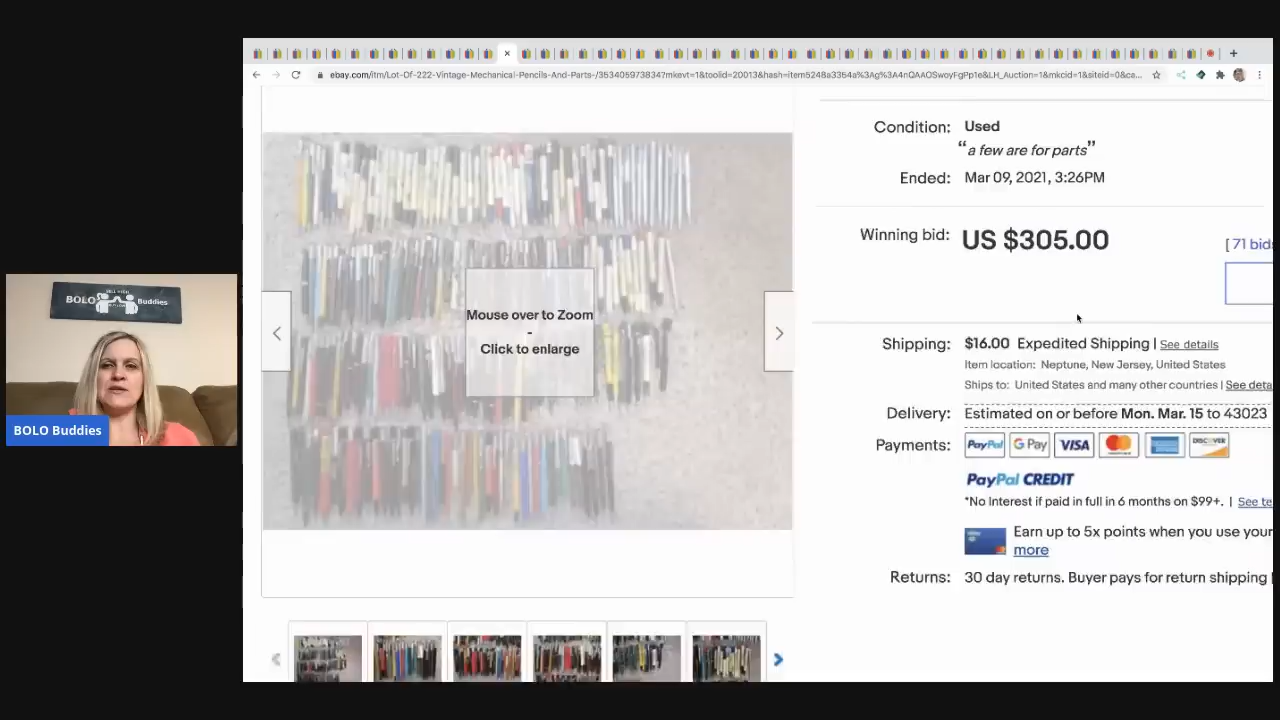 ebay.com/itm/Lot-Of-222-Vintage-Mechanical-Pencils-And-Parts-/353405973834?mkevt=1&toolid=20013&hash=item5248a3354a%3Ag%3A4nQAAOSwoyFgPp1e&LH_Auction=1&mkcid=1&siteid=0&ca...
Condition: Used
“a few are for parts”
Ended: Mar 09, 2021, 3:26PM
Winning bid: US $305.00 [ 71 bids
Mouse over to Zoom
-
Click to enlarge
Shipping: $16.00 Expedited Shipping | See details
Item location: Neptune, New Jersey, United States
Ships to: United States and many other countries | See deta
Delivery: Estimated on or before Mon. Mar. 15 to 43023
Payments: PayPal G Pay VISA DISCOVER
PayPal CREDIT
*No Interest if paid in full in 6 months on $99+. | See te
Earn up to 5x points when you use your
more
Returns: 30 day returns. Buyer pays for return shipping |
BOLO Buddies
BOLO Buddies